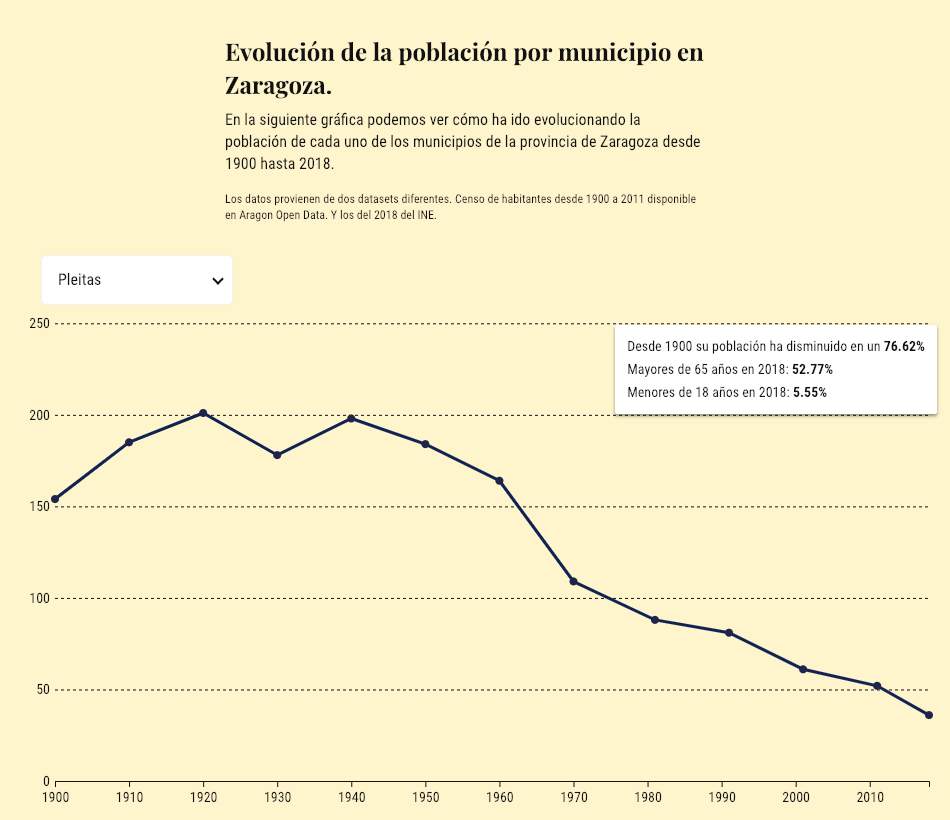 Evolución de la población por municipio en
Zaragoza.
En la siguiente gráfica podemos ver cómo ha ido evolucionando la
población de cada uno de los municipios de la provincia de Zaragoza desde
1900 hasta 2018.
Los datos provienen de dos datasets diferentes. Censo de habitantes desde 1900 a 2011 disponible
en Aragon Open Data. Y los del 2018 del INE.
Pleitas
250
Desde 1900 su población ha disminuido en un 76.62%
Mayores de 65 años en 2018: 52.77%
Menores de 18 años en 2018: 5.55%
200
150
100
50
0
1900 1910 1920 1930 1940 1950 1960 1970 1980 1990 2000 2010